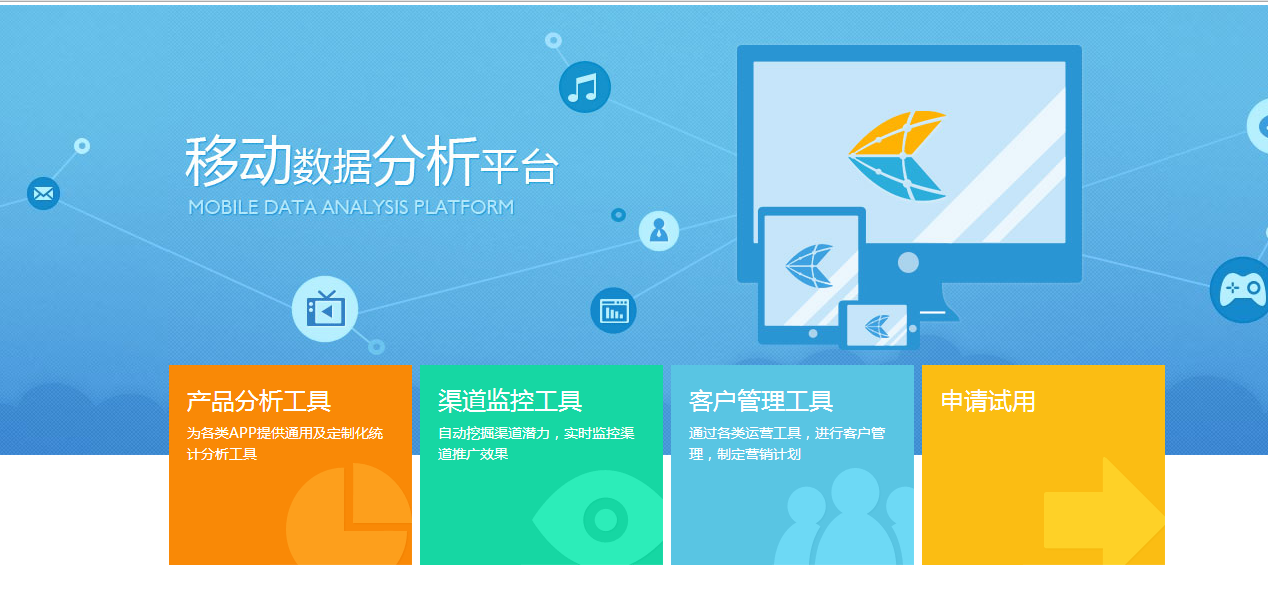 移动数据分析平台
MOBILE DATA ANALYSIS PLATFORM
产品分析工具
为各类APP提供通用及定制化统
计分析工具
渠道监控工具
自动挖掘渠道潜力，实时监控渠
道推广效果
客户管理工具
通过各类运营工具，进行客户管
理，制定营销计划
申请试用